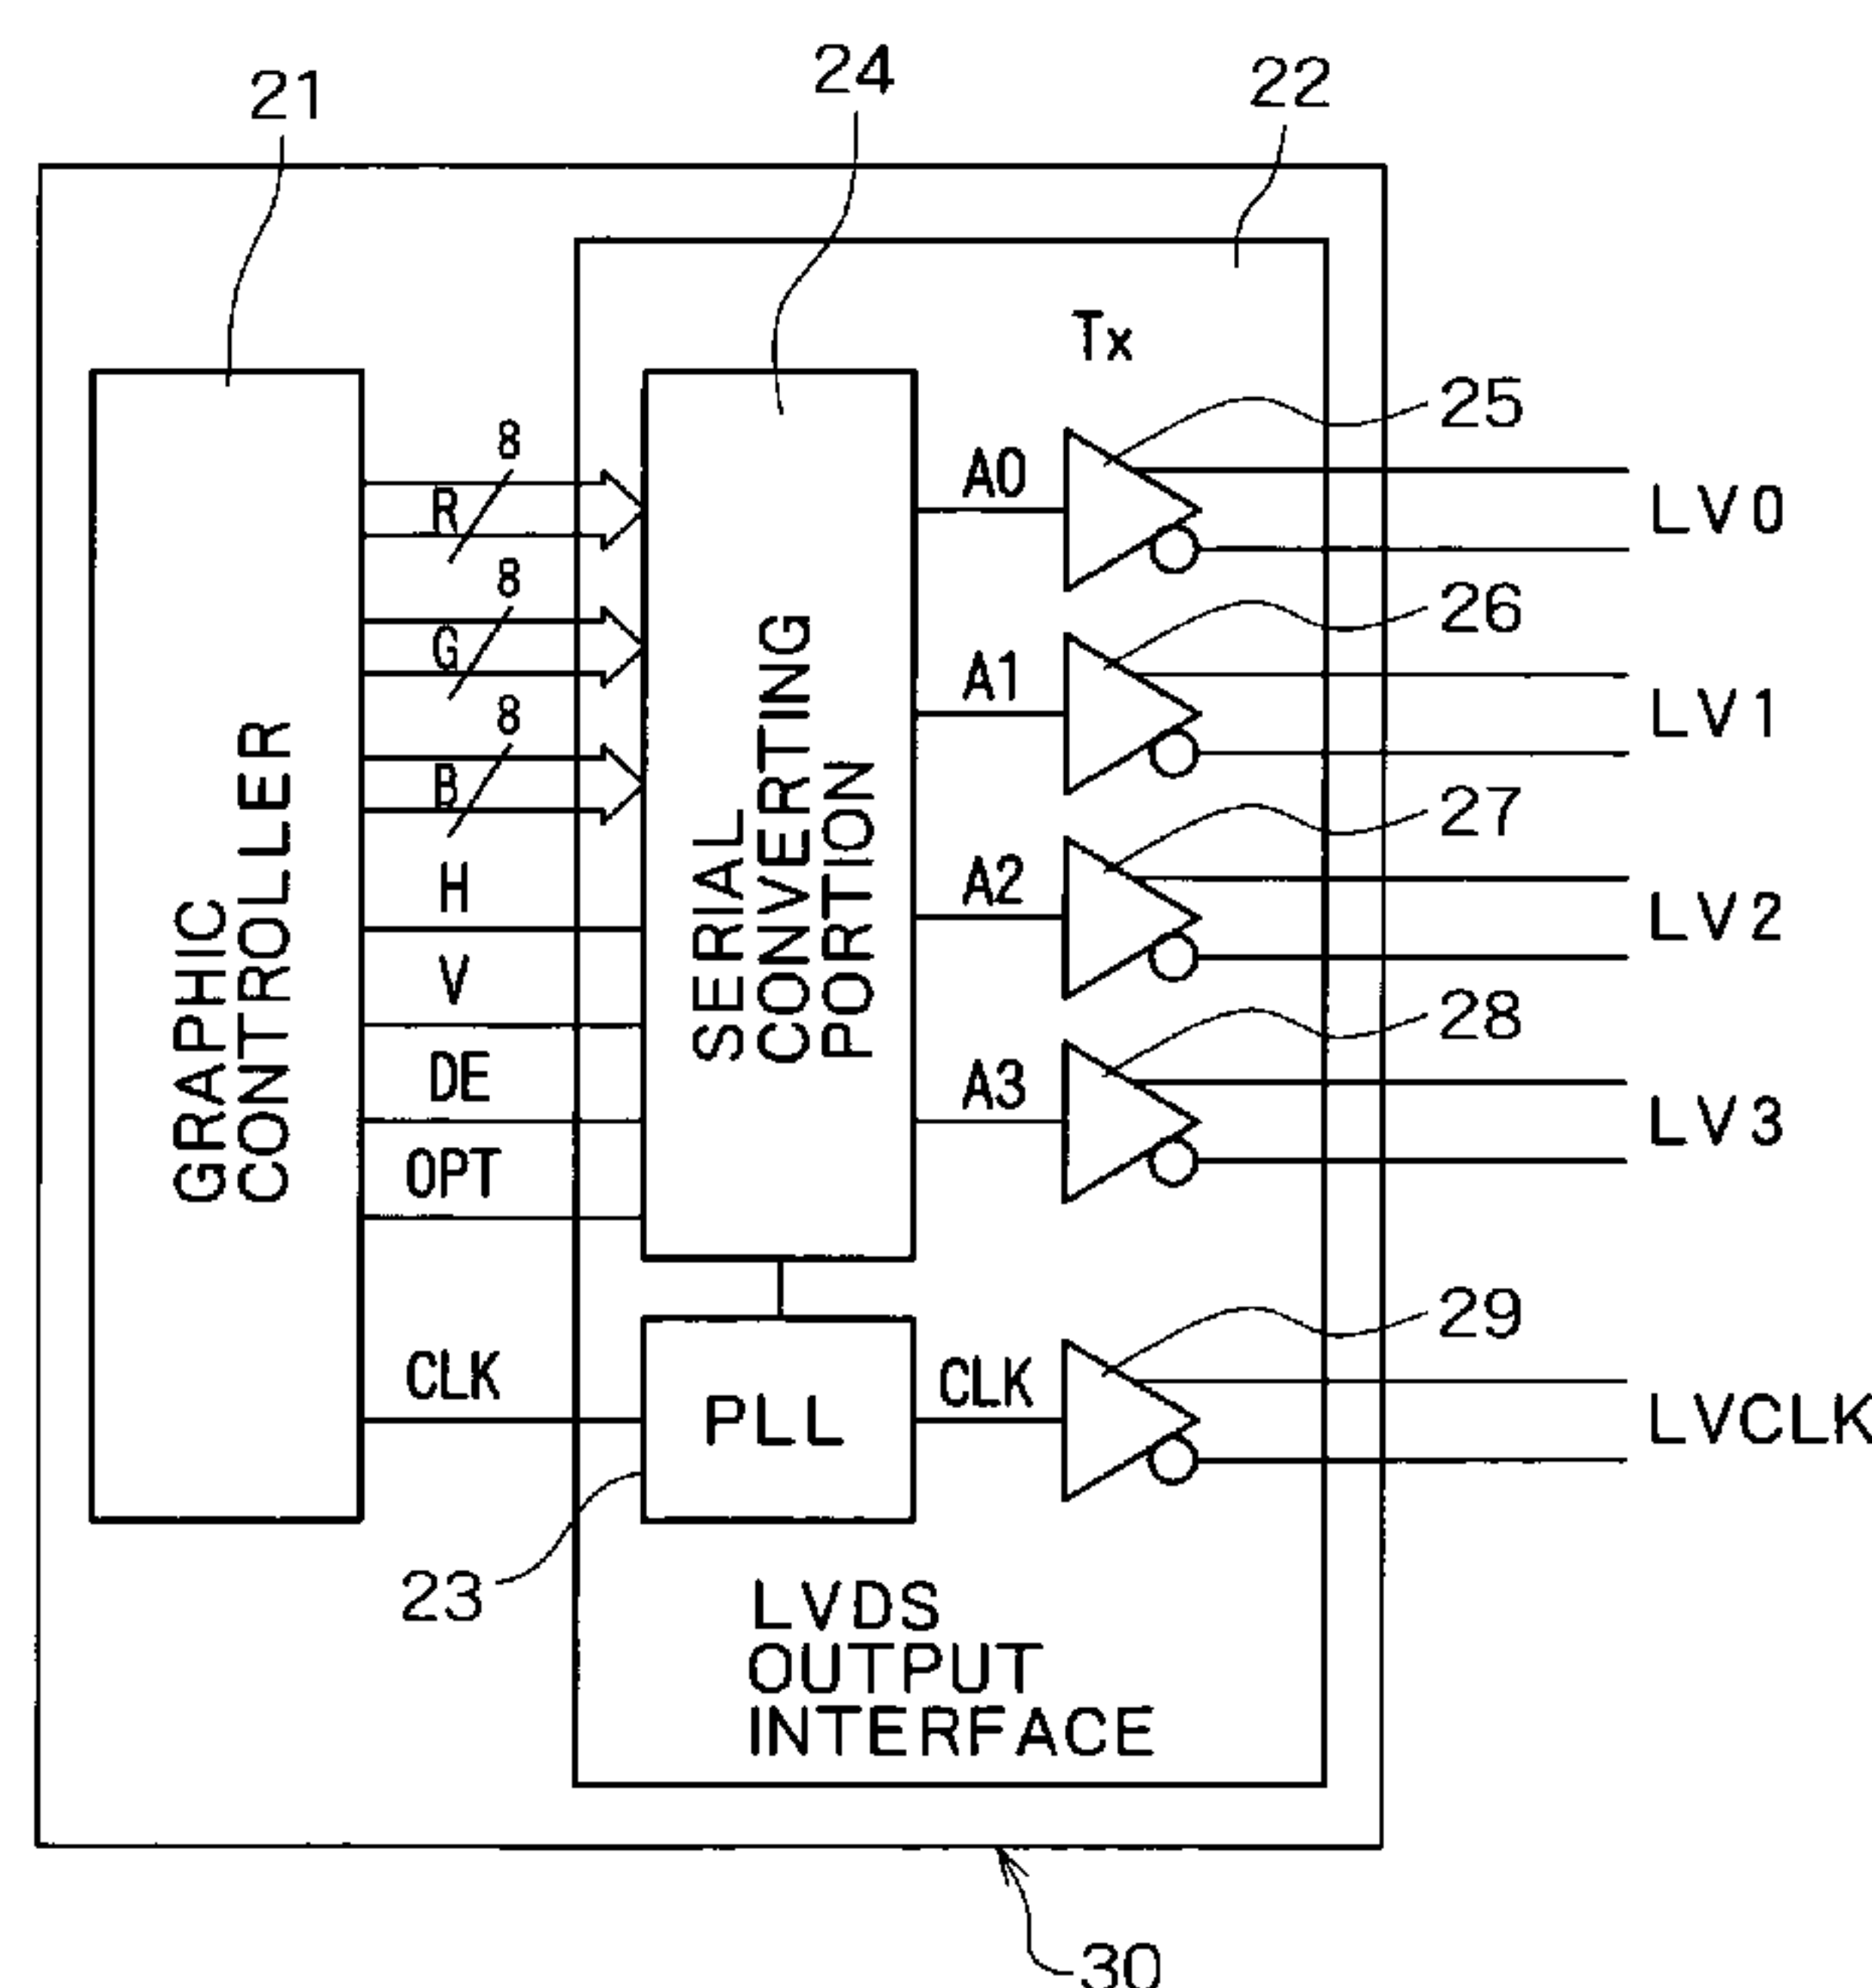 21
24
22
Tx
25
8
R
A0
LV0
8
G
26
A1
LV1
8
B
27
H
A2
LV2
V
28
DE
A3
LV3
OPT
GRAPHIC
CONTROLLER
SERIAL
CONVERTING
PORTION
29
CLK
PLL
CLK
LVCLK
23
LVDS
OUTPUT
INTERFACE
30